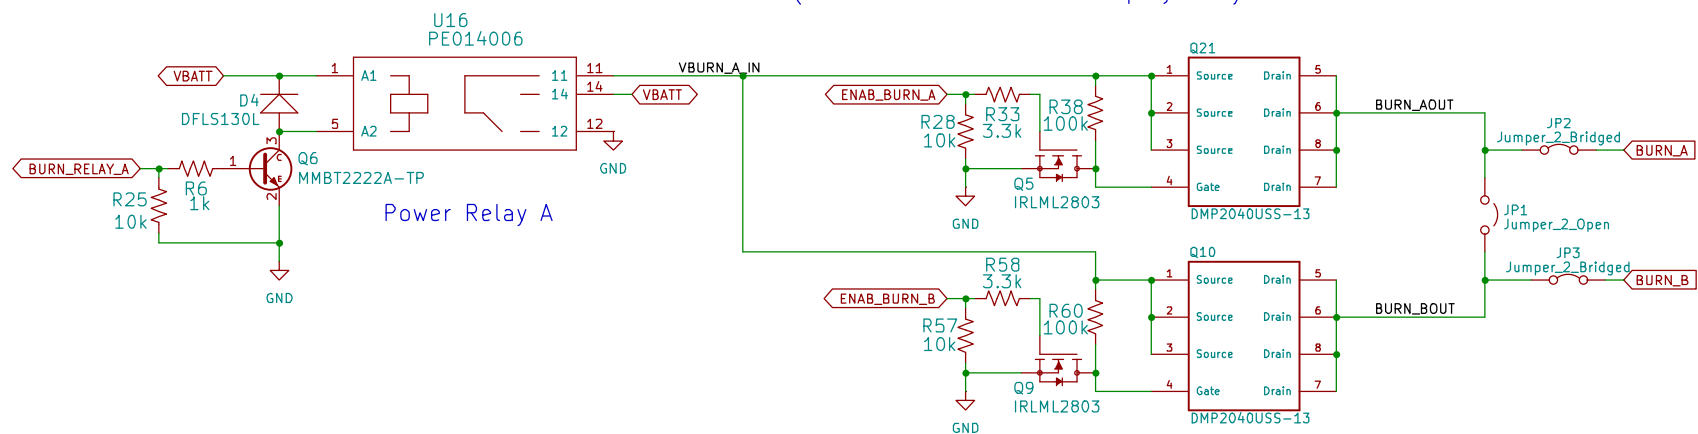 U16
PE014006
VBATT
1
A1
11
11
VBURN_A_IN
14
14
VBATT
D4
DFLS130L
5
A2
12
12
GND
BURN_RELAY_A
R6
1k
1
3
C
E
2
Q6
MMBT2222A-TP
R25
10k
GND
Power Relay A
ENAB_BURN_A
R33
3.3k
R28
10k
R38
100k
Q5
IRLML2803
GND
Q21
1
Source
Drain
5
2
Source
Drain
6
3
Source
Drain
8
4
Gate
Drain
7
DMP2040USS-13
BURN_AOUT
JP2
Jumper_2_Bridged
BURN_A
JP1
Jumper_2_Open
JP3
Jumper_2_Bridged
BURN_B
ENAB_BURN_B
R58
3.3k
R57
10k
R60
100k
Q9
IRLML2803
GND
Q10
1
Source
Drain
5
2
Source
Drain
6
3
Source
Drain
8
4
Gate
Drain
7
DMP2040USS-13
BURN_BOUT